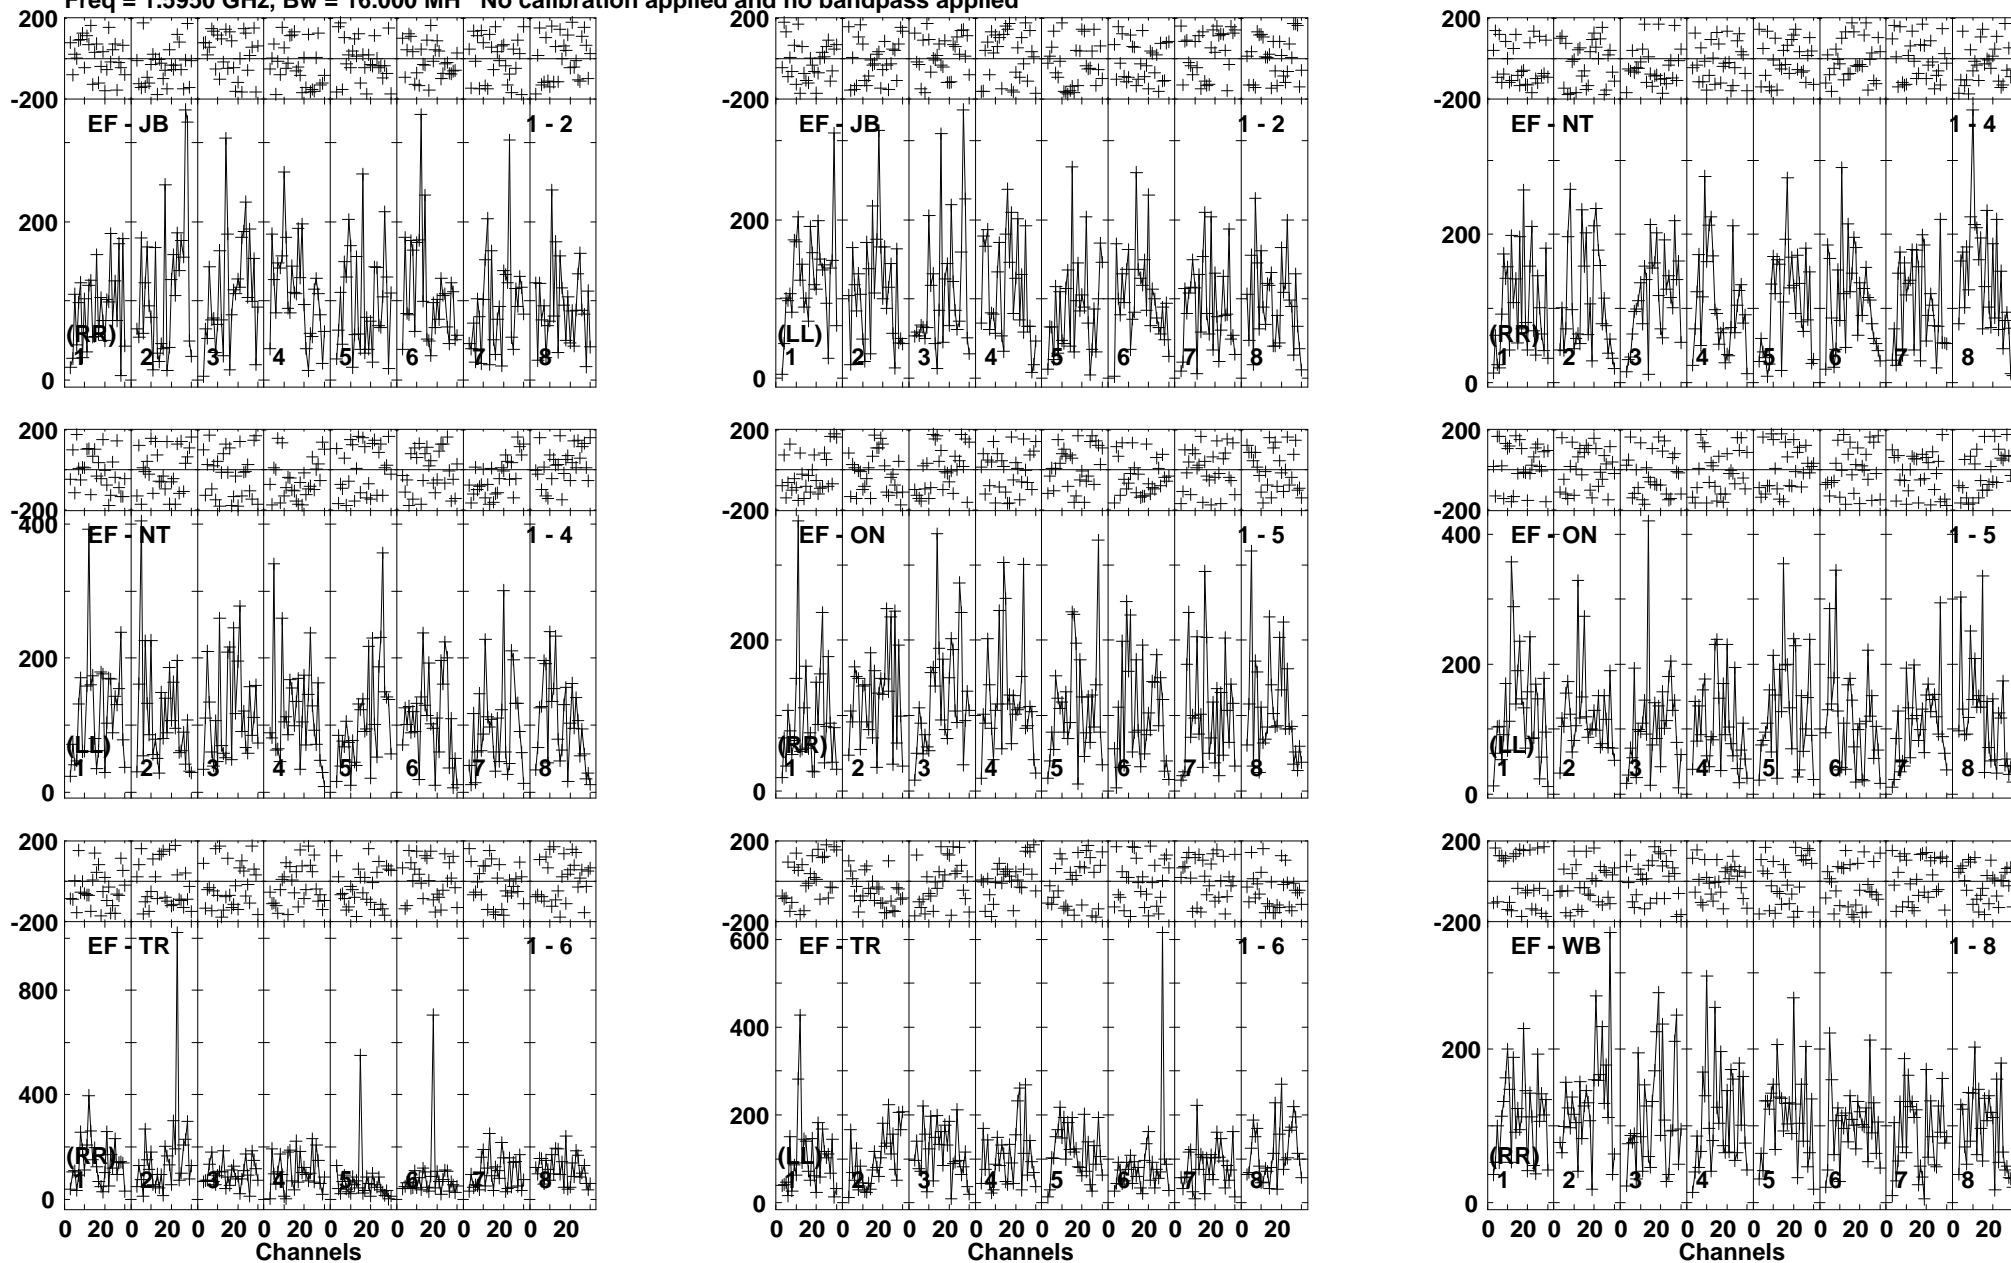 Freq = 1.5950 GHz, Bw = 16.000 MH No calibration applied and no bandpass applied
200 200 200
-200 -200 -200
EF - JB 1 - 2 EF - JB 1 - 2 EF - NT 1 - 4
200 200 200
(RR) (LL) (RR)
1 2 3 4 5 6 7 8 1 2 3 4 5 6 7 8 1 2 3 4 5 6 7 8
0 0 0
200 200 200
-200 -200 -200
400 400
EF - NT 1 - 4 EF - ON 1 - 5 EF - ON 1 - 5
200 200 200
(LL) (RR) (LL)
1 2 3 4 5 6 7 8 1 2 3 4 5 6 7 8 1 2 3 4 5 6 7 8
0 0 0
200 200 200
-200 -200 -200
600
EF - TR 1 - 6 EF - TR 1 - 6 EF - WB 1 - 8
800 400 200
400 200
(RR) (LL) (RR)
1 2 3 4 5 6 7 8 1 2 3 4 5 6 7 8 1 2 3 4 5 6 7 8
0 0 0
0 20 0 20 0 20 0 20 0 20 0 20 0 20 0 20 0 20 0 20 0 20 0 20 0 20 0 20 0 20 0 20 0 20 0 20 0 20 0 20 0 20 0 20 0 20 0 20
Channels Channels Channels